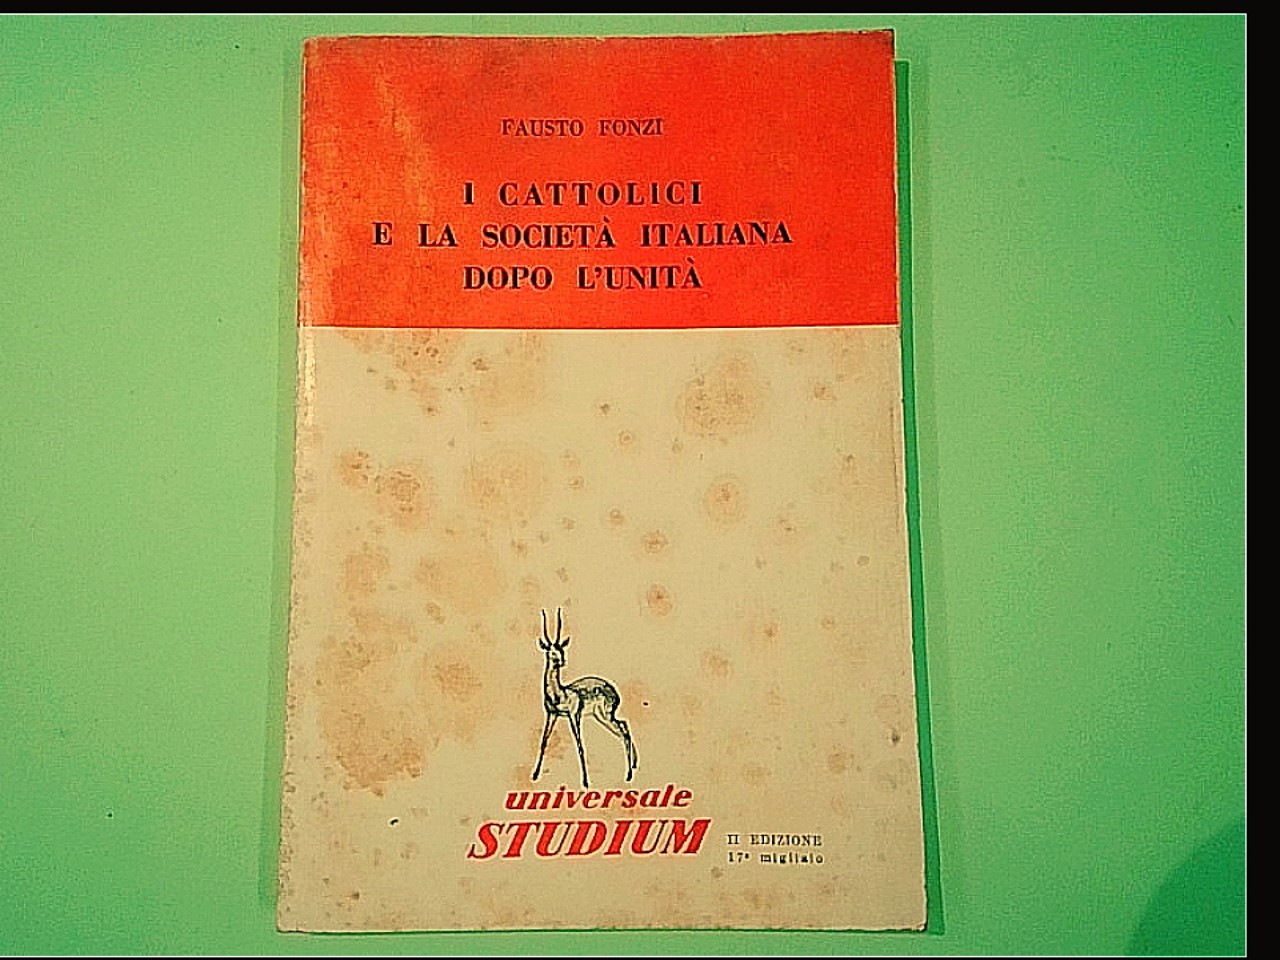 FAUSTO FONZI
I CATTOLICI
E LA SOCIETÀ ITALIANA
DOPO L'UNITÀ
universale
STUDIUM
II EDIZIONE
17° migliaio